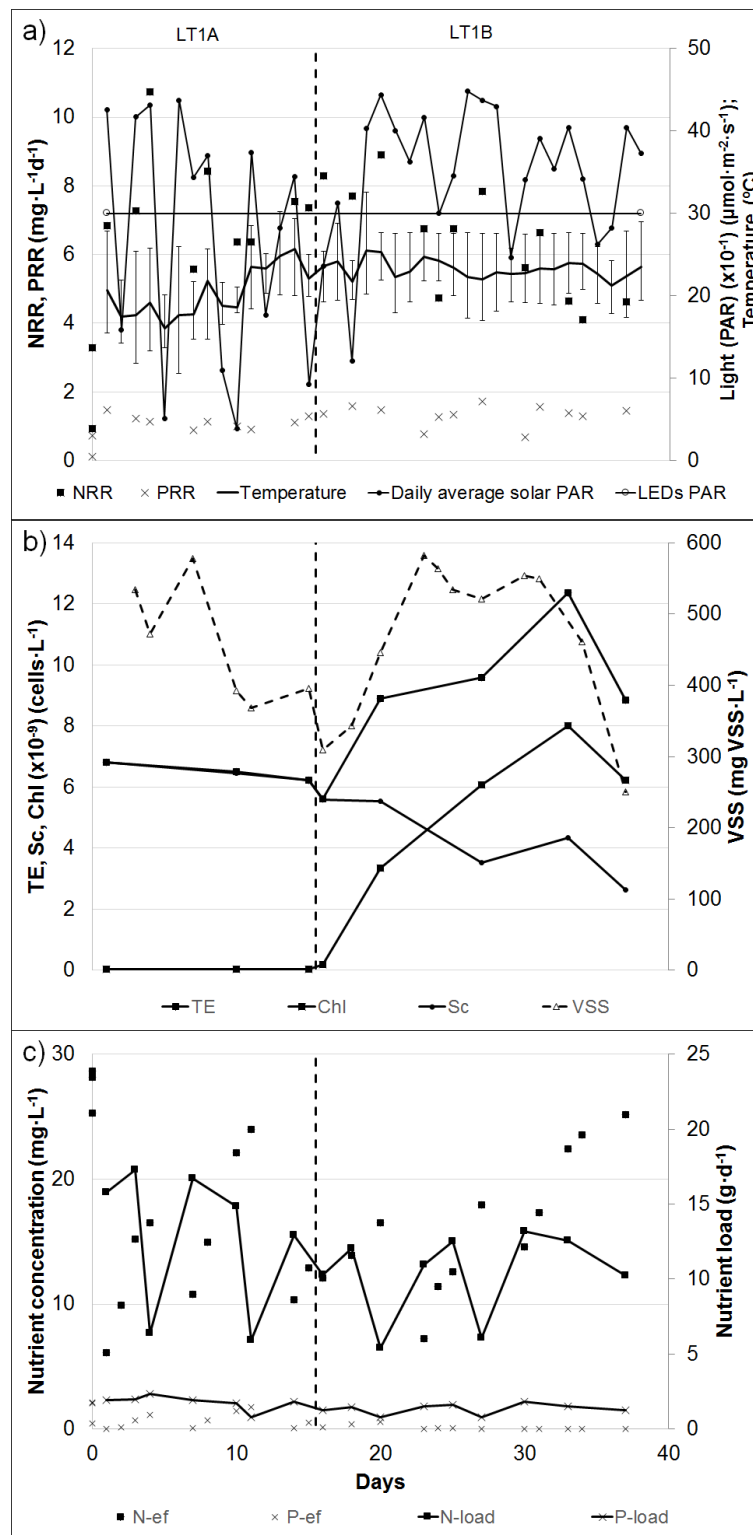 a)
LT1A
LT1B
12
10
8
6
4
2
0
NRR, PRR (mg·L⁻¹d⁻¹)
50
40
30
20
10
0
Light (PAR) (x10⁻¹) (μmol·m⁻²·s⁻¹);
Temperature (ºC)
NRR PRR Temperature Daily average solar PAR LEDs PAR
b)
14
12
10
8
6
4
2
0
TE, Sc, Chl (x10⁻⁹) (cells·L⁻¹)
600
500
400
300
200
100
0
VSS (mg VSS·L⁻¹)
TE Chl Sc VSS
c)
30
20
10
0
Nutrient concentration (mg·L⁻¹)
25
20
15
10
5
0
Nutrient load (g·d⁻¹)
0 10 20 30 40
Days
N-ef P-ef N-load P-load